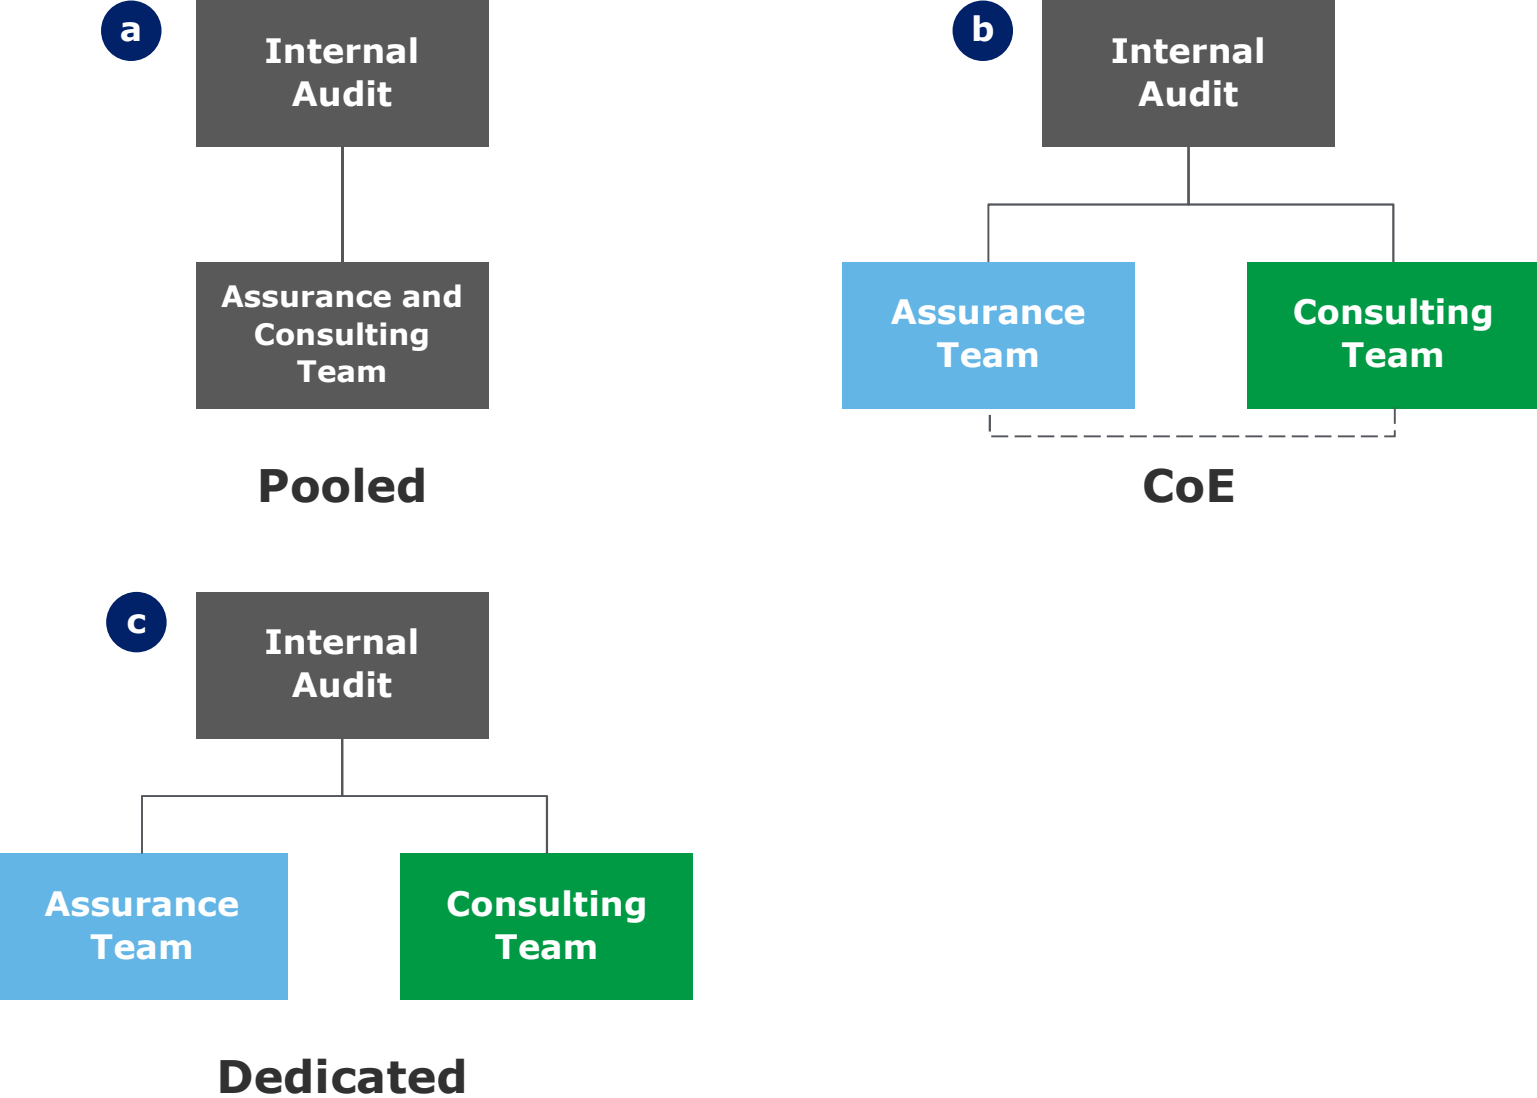 a
Internal
Audit
Assurance and
Consulting
Team
Pooled
b
Internal
Audit
Assurance
Team
Consulting
Team
CoE
c
Internal
Audit
Assurance
Team
Consulting
Team
Dedicated